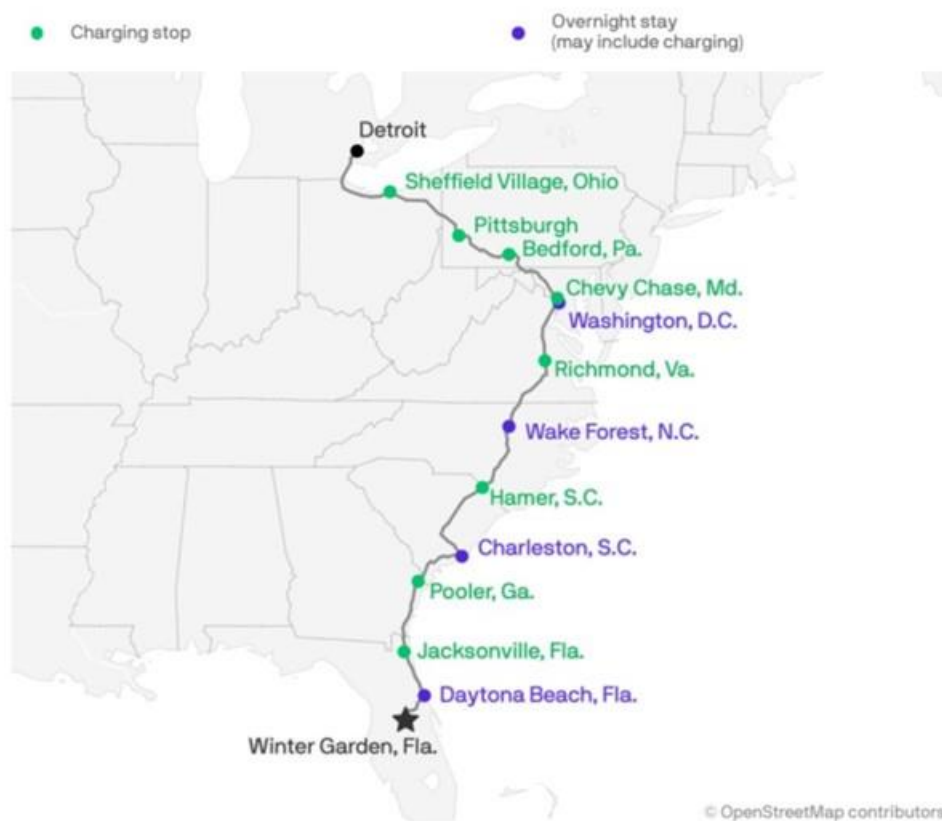 Charging stop
Overnight stay
(may include charging)
Detroit
Sheffield Village, Ohio
Pittsburgh
Bedford, Pa.
Chevy Chase, Md.
Washington, D.C.
Richmond, Va.
Wake Forest, N.C.
Hamer, S.C.
Charleston, S.C.
Pooler, Ga.
Jacksonville, Fla.
Daytona Beach, Fla.
Winter Garden, Fla.
© OpenStreetMap contributors